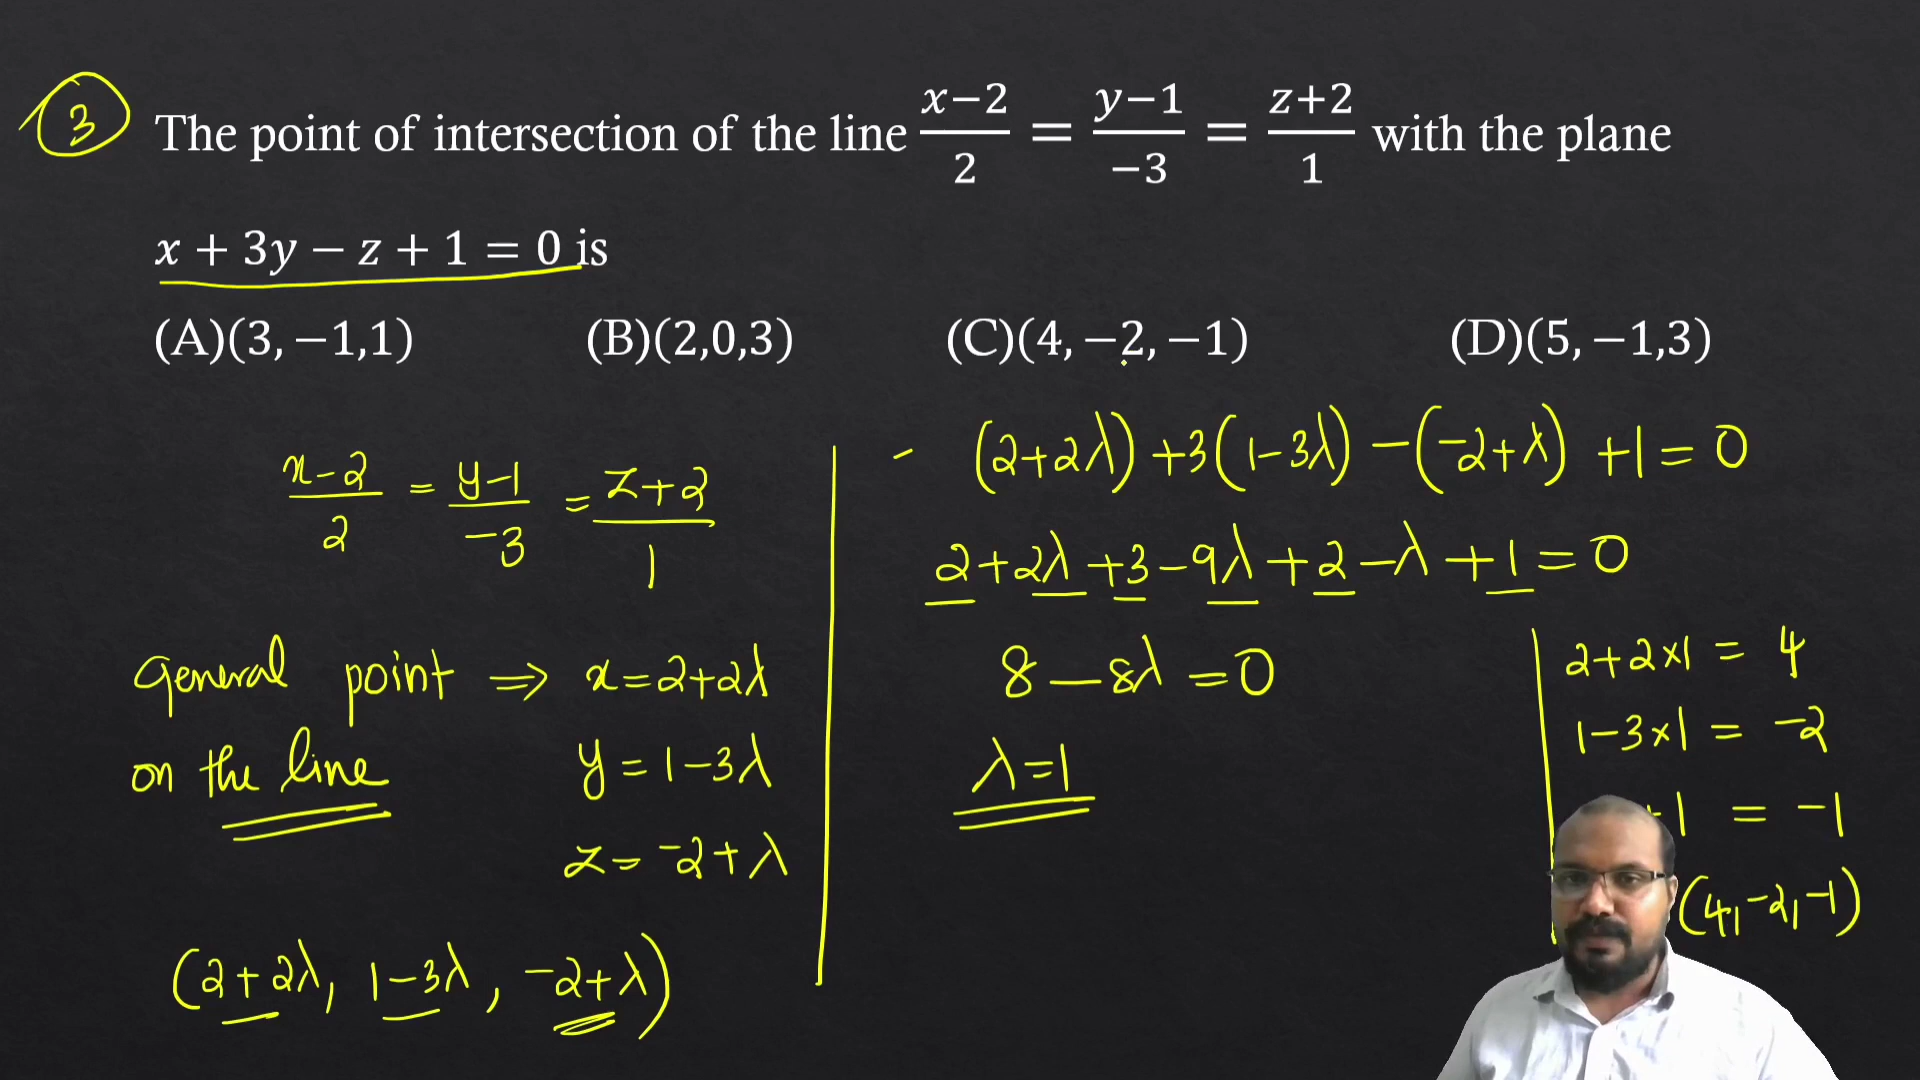 3 The point of intersection of the line (x−2)/2 = (y−1)/−3 = (z+2)/1 with the plane
x + 3y − z + 1 = 0 is
(A)(3, −1,1) (B)(2,0,3) (C)(4, −2, −1) (D)(5, −1,3)
(x−2)/2 = (y−1)/−3 = (z+2)/1
General point ⇒ x=2+2λ
on the line y = 1−3λ
z= −2+λ
(2+2λ, 1−3λ, −2+λ)
(2+2λ) +3(1−3λ) −(−2+λ) +1 = 0
2+2λ+3−9λ+2−λ+1=0
8−8λ=0
λ=1
2+2×1 = 4
1−3×1 = −2
+1 = −1
(4,−2,−1)